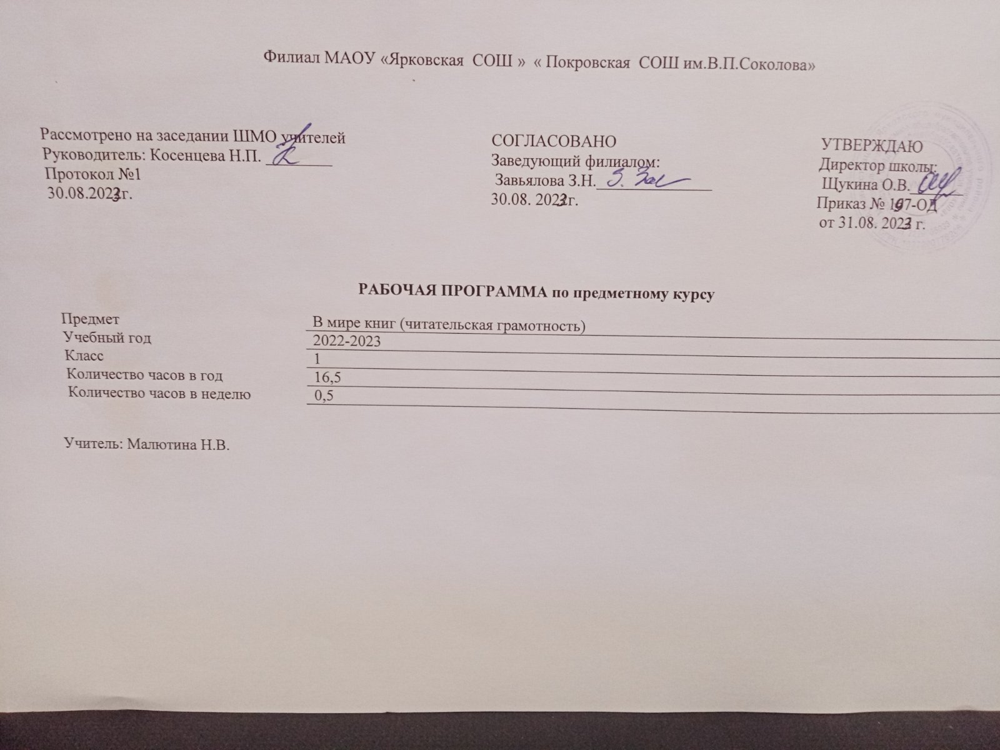 Филиал МАОУ «Ярковская СОШ » « Покровская СОШ им.В.П.Соколова»
Рассмотрено на заседании ШМО учителей
Руководитель: Косенцева Н.П.
Протокол №1
30.08.2023г.
СОГЛАСОВАНО
Заведующий филиалом:
Завьялова З.Н.
30.08. 2023г.
УТВЕРЖДАЮ
Директор школы:
Щукина О.В.
Приказ № 197-ОД
от 31.08. 2023 г.
РАБОЧАЯ ПРОГРАММА по предметному курсу
Предмет В мире книг (читательская грамотность)
Учебный год 2022-2023
Класс 1
Количество часов в год 16,5
Количество часов в неделю 0,5
Учитель: Малютина Н.В.